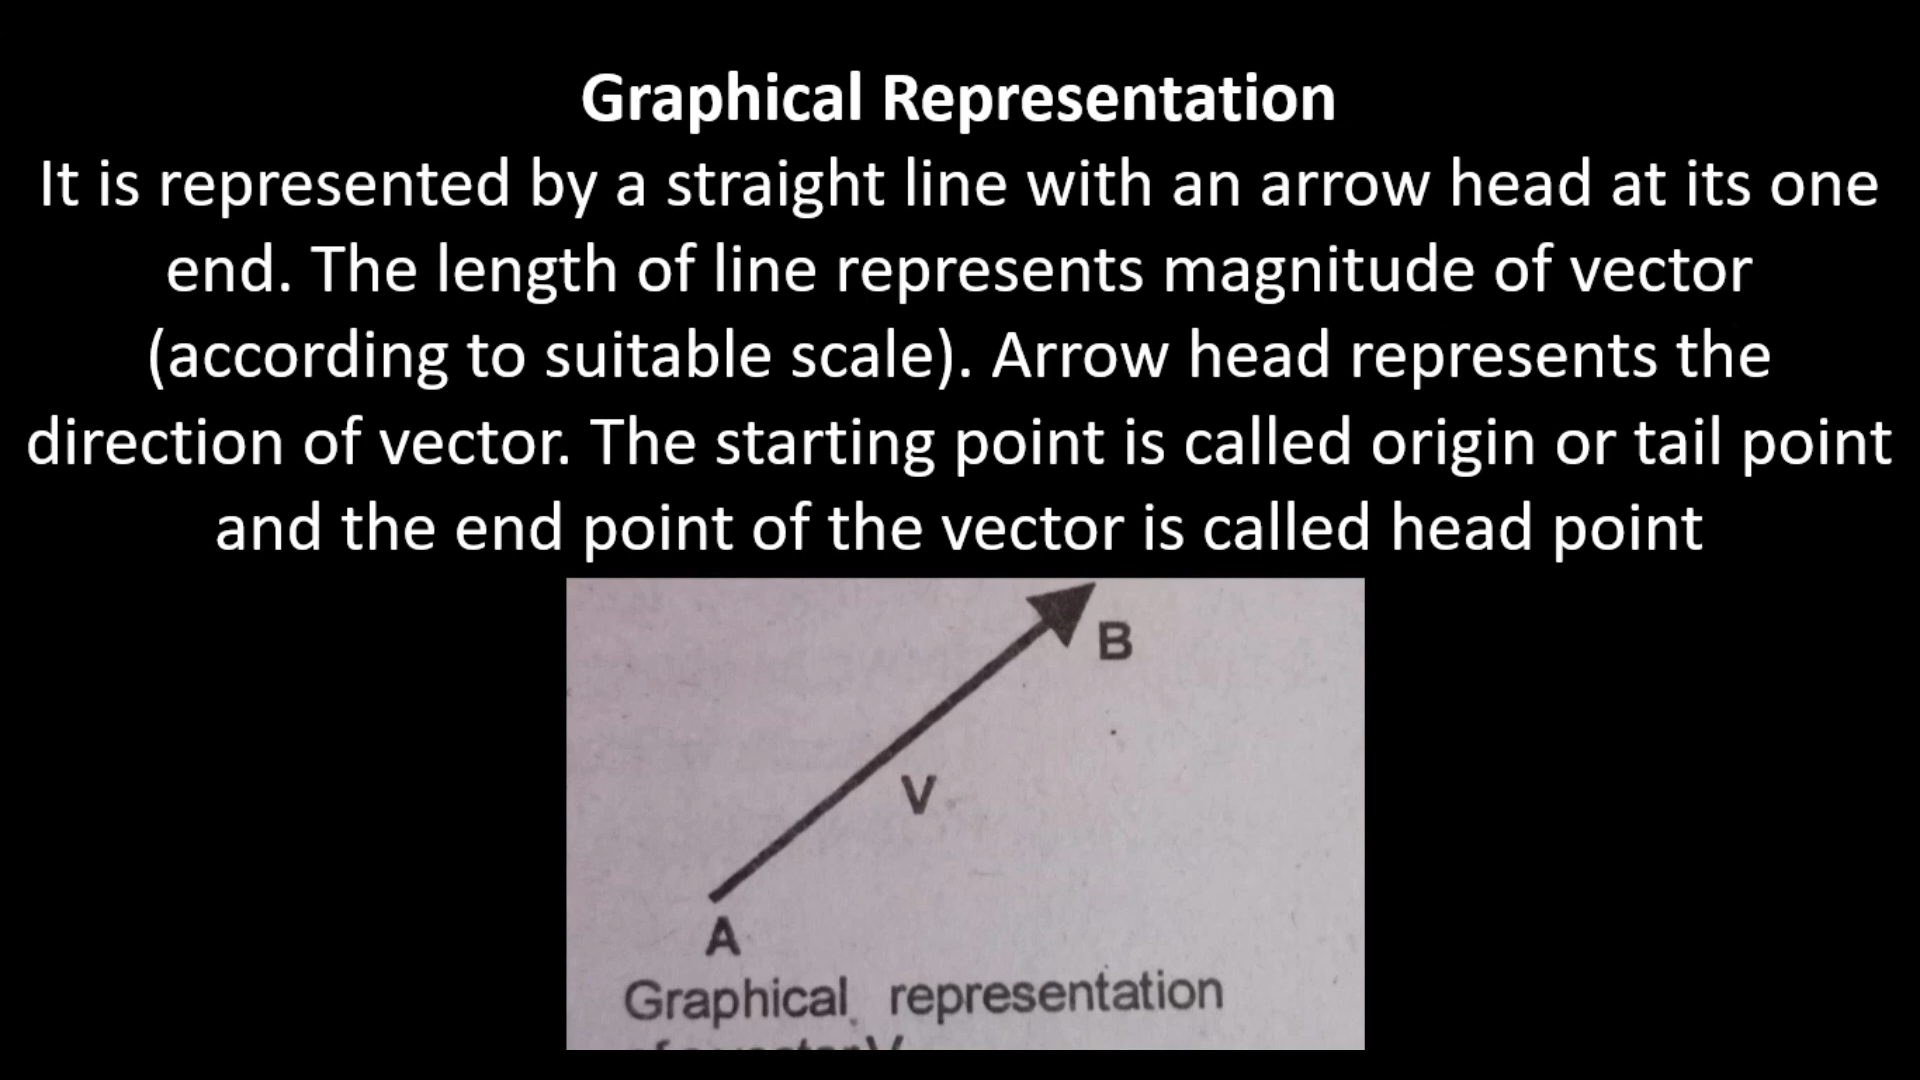 Graphical Representation
It is represented by a straight line with an arrow head at its one
end. The length of line represents magnitude of vector
(according to suitable scale). Arrow head represents the
direction of vector. The starting point is called origin or tail point
and the end point of the vector is called head point
B
V
A
Graphical representation